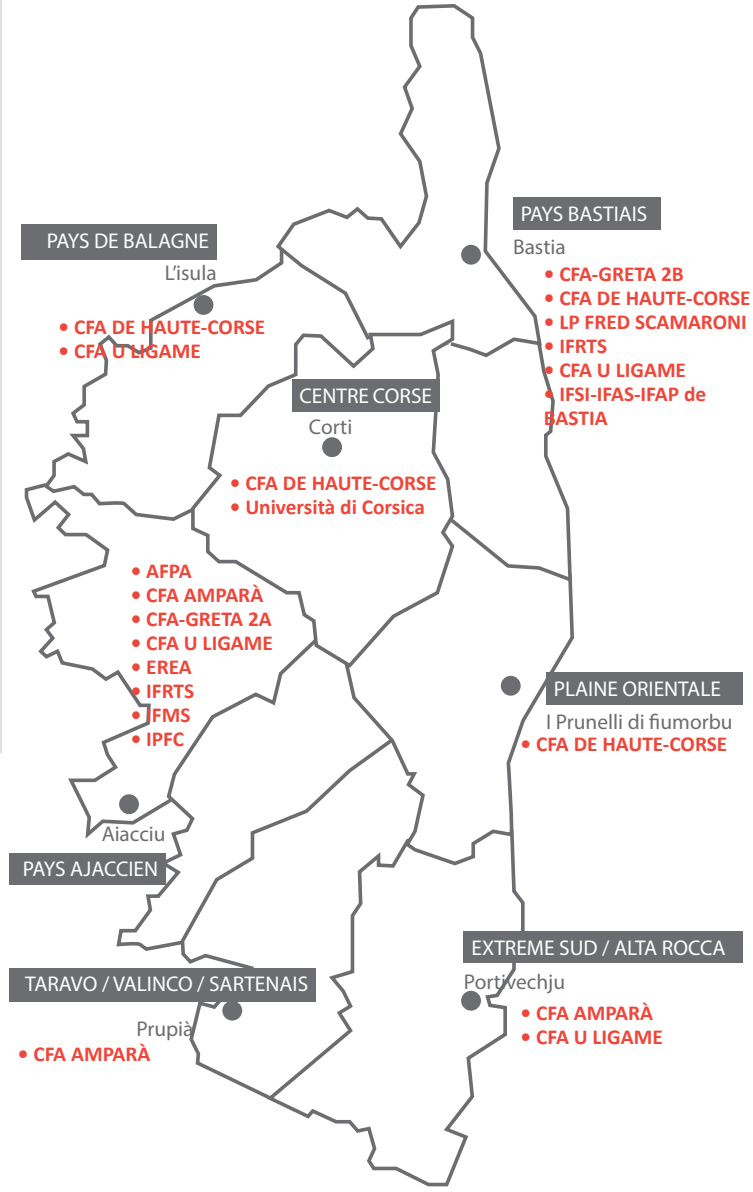 PAYS DE BALAGNE
L'isula
• CFA DE HAUTE-CORSE
• CFA U LIGAME
PAYS BASTIAIS
Bastia
• CFA-GRETA 2B
• CFA DE HAUTE-CORSE
• LP FRED SCAMARONI
• IFRTS
• CFA U LIGAME
• IFSI-IFAS-IFAP de
BASTIA
CENTRE CORSE
Corti
• CFA DE HAUTE-CORSE
• Università di Corsica
• AFPA
• CFA AMPARÀ
• CFA-GRETA 2A
• CFA U LIGAME
• EREA
• IFRTS
• IFMS
• IPFC
Aiacciu
PAYS AJACCIEN
PLAINE ORIENTALE
I Prunelli di fiumorbu
• CFA DE HAUTE-CORSE
TARAVO / VALINCO / SARTENAIS
Prupià
• CFA AMPARÀ
EXTREME SUD / ALTA ROCCA
Portivechju
• CFA AMPARÀ
• CFA U LIGAME